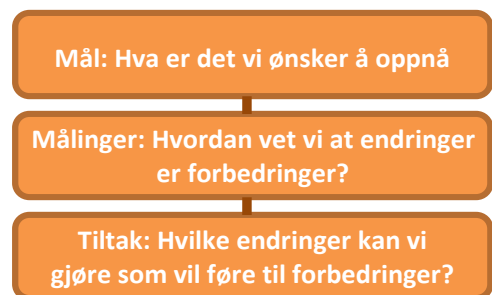 Mål: Hva er det vi ønsker å oppnå
Målinger: Hvordan vet vi at endringer
er forbedringer?
Tiltak: Hvilke endringer kan vi
gjøre som vil føre til forbedringer?